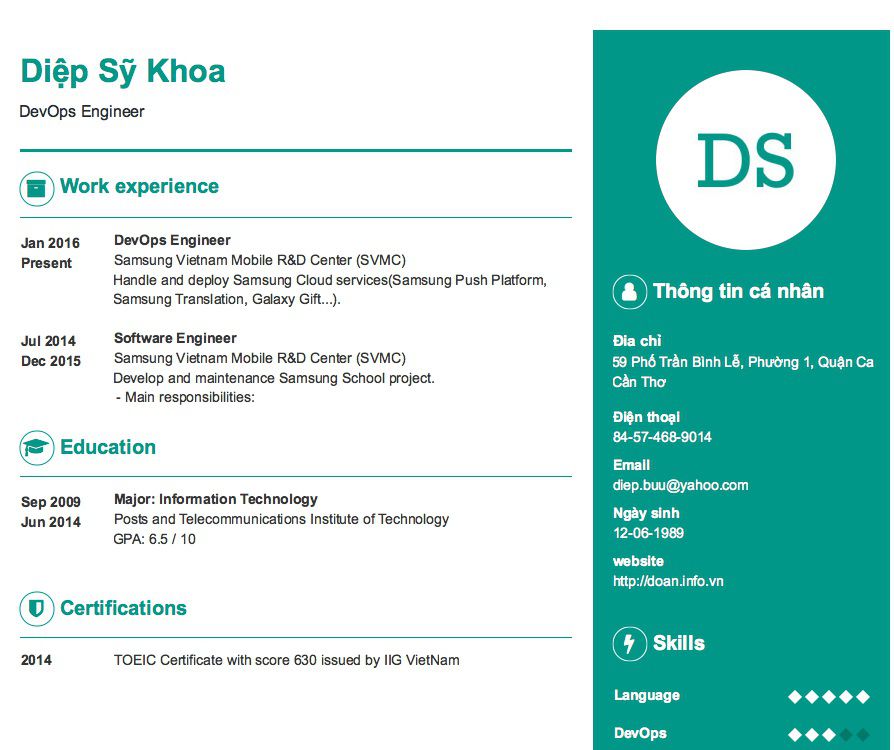 Diệp Sỹ Khoa
DevOps Engineer
Work experience
Jan 2016
Present
DevOps Engineer
Samsung Vietnam Mobile R&D Center (SVMC)
Handle and deploy Samsung Cloud services(Samsung Push Platform,
Samsung Translation, Galaxy Gift...).
Jul 2014
Dec 2015
Software Engineer
Samsung Vietnam Mobile R&D Center (SVMC)
Develop and maintenance Samsung School project.
- Main responsibilities:
Education
Sep 2009
Jun 2014
Major: Information Technology
Posts and Telecommunications Institute of Technology
GPA: 6.5 / 10
Certifications
2014
TOEIC Certificate with score 630 issued by IIG VietNam
DS
Thông tin cá nhân
Đia chỉ
59 Phố Trần Bình Lễ, Phường 1, Quận Ca
Cần Thơ
Điện thoại
84-57-468-9014
Email
diep.buu@yahoo.com
Ngày sinh
12-06-1989
website
http://doan.info.vn
Skills
Language
DevOps